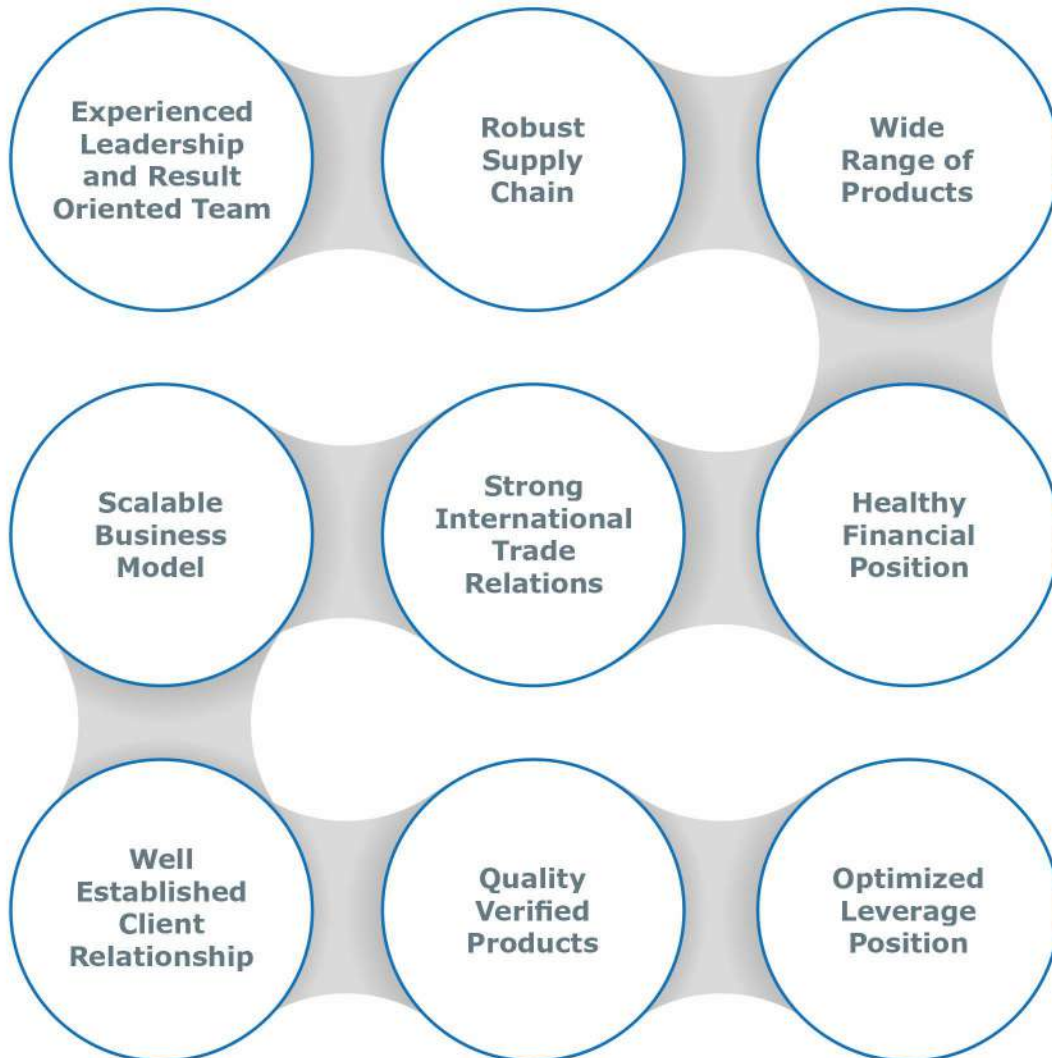 Experienced
Leadership
and Result
Oriented Team
Robust
Supply
Chain
Wide
Range of
Products
Scalable
Business
Model
Strong
International
Trade
Relations
Healthy
Financial
Position
Well
Established
Client
Relationship
Quality
Verified
Products
Optimized
Leverage
Position